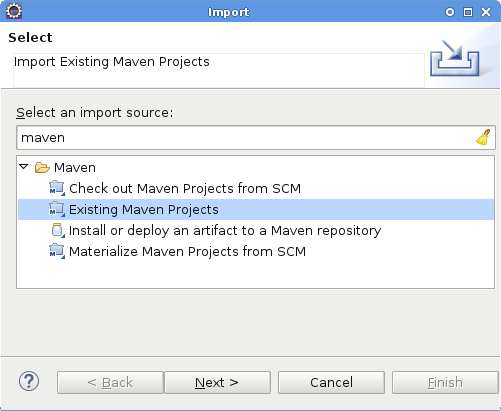 Import
Select
Import Existing Maven Projects
Select an import source:
maven
Maven
Check out Maven Projects from SCM
Existing Maven Projects
Install or deploy an artifact to a Maven repository
Materialize Maven Projects from SCM
< Back
Next >
Cancel
Finish